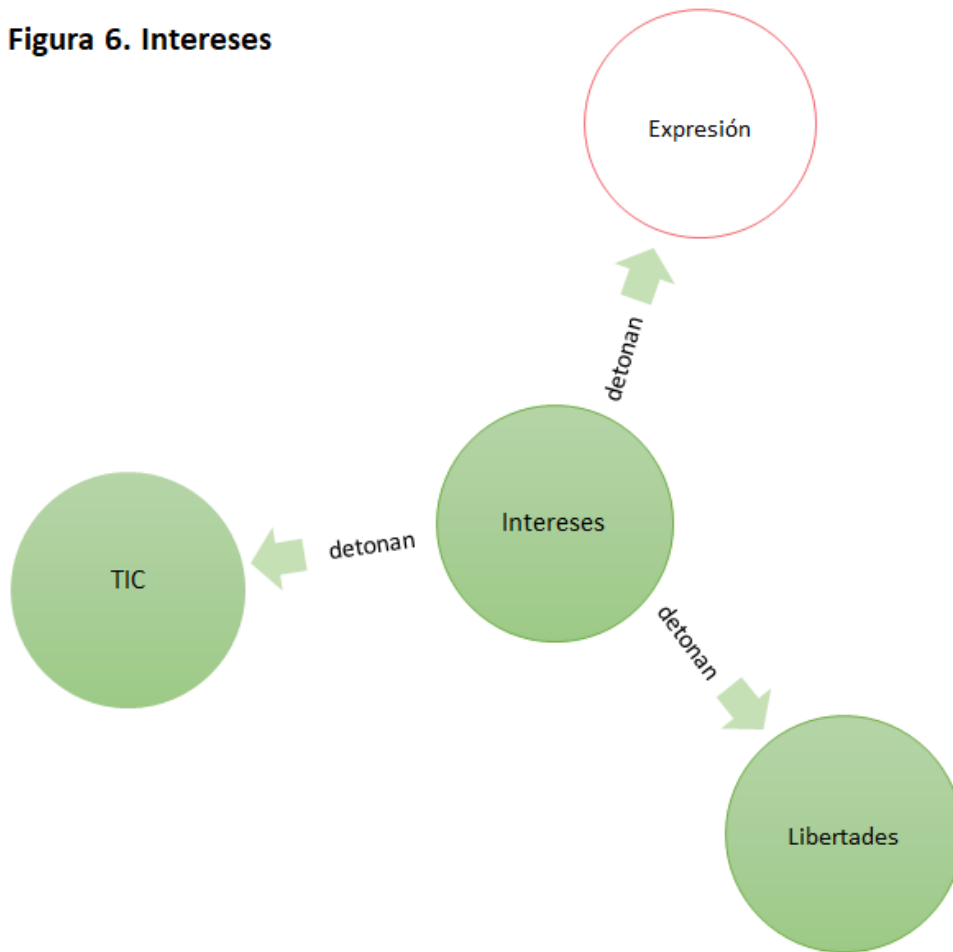 Figura 6. Intereses
Expresión
detonan
Intereses
detonan
TIC
detonan
Libertades